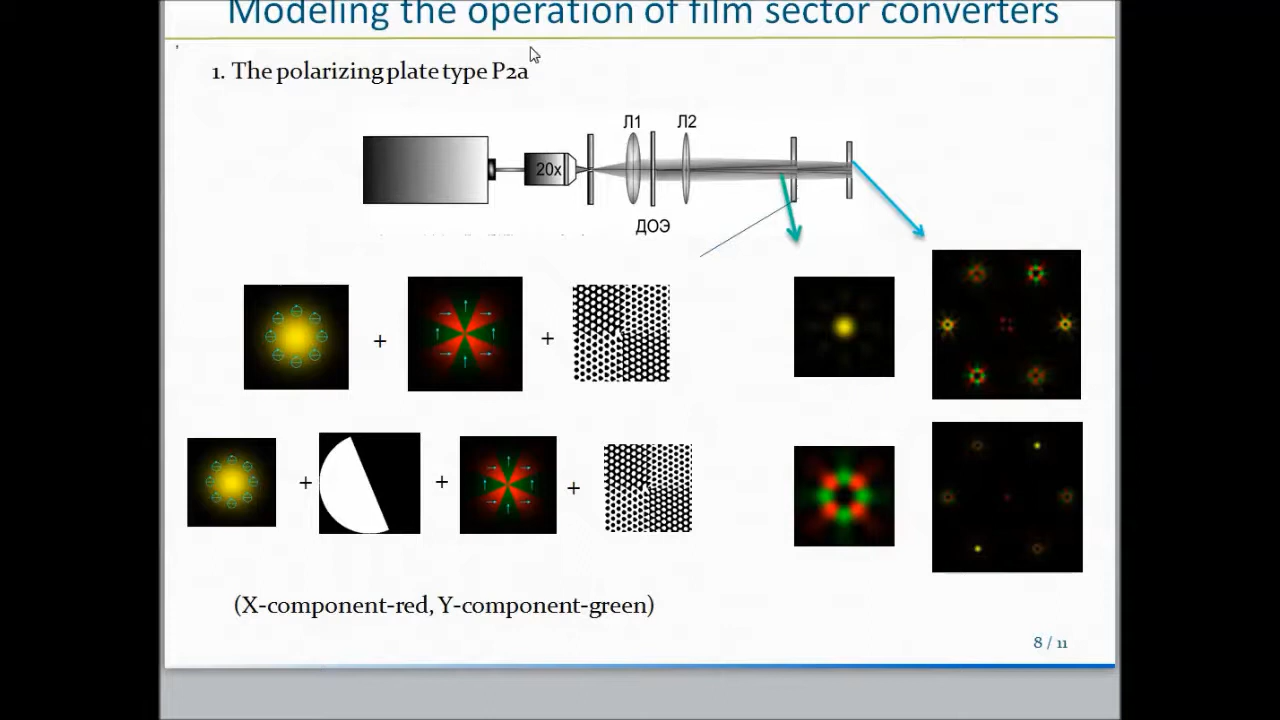 Modeling the operation of film sector converters
1. The polarizing plate type P2a
Л1 Л2
20x
ДОЭ
+ +
+ + +
(X-component-red, Y-component-green)
8 / 11